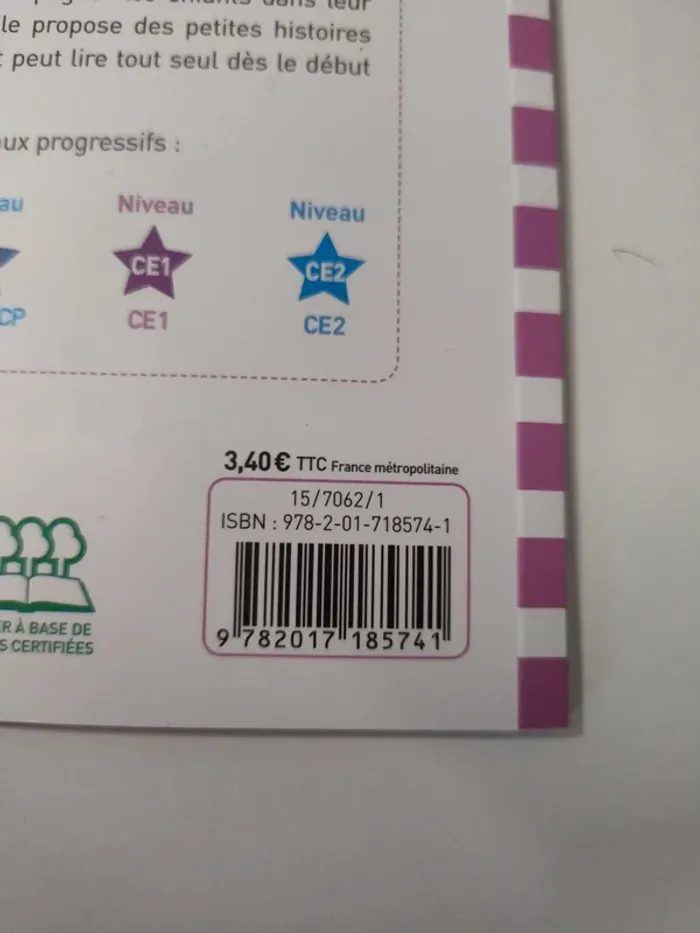 dans leur
le propose des petites histoires
peut lire tout seul dès le début
progressifs :
Niveau
CE1
CE1
Niveau
CE2
CE2
CP
3,40€ TTC France métropolitaine
15/7062/1
ISBN : 978-2-01-718574-1
9 782017 185741
À BASE DE
CERTIFIÉES